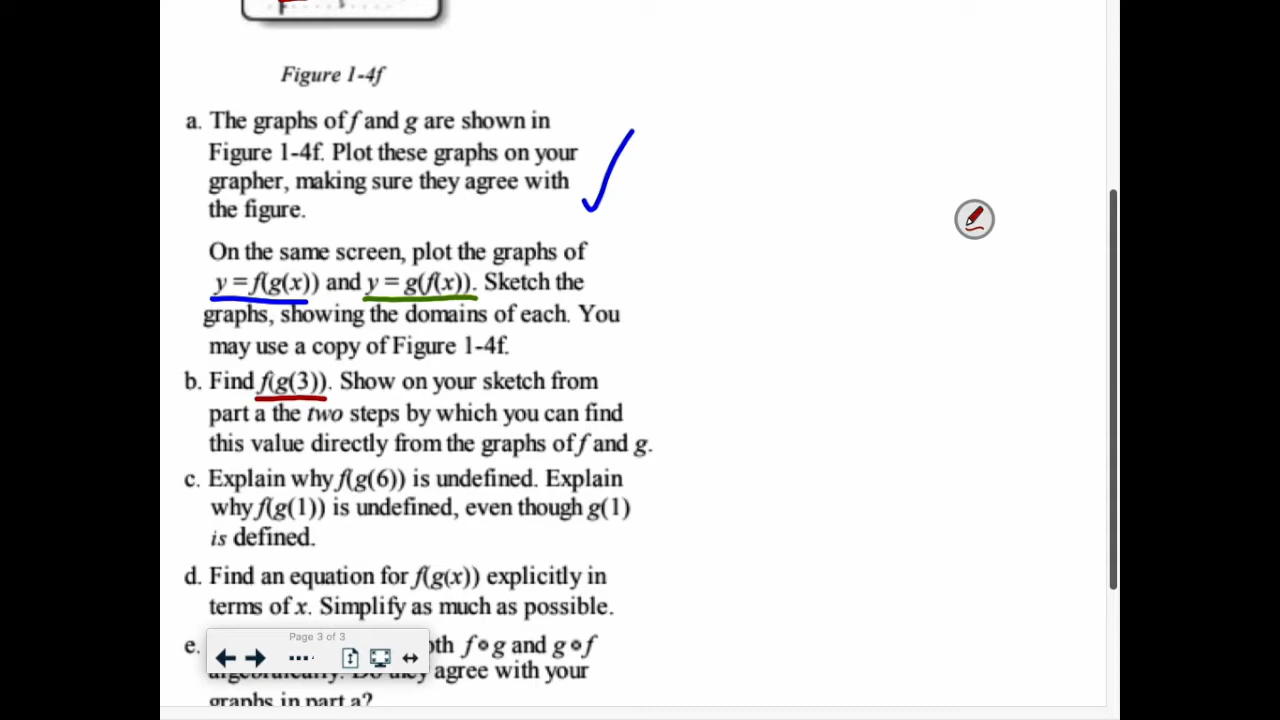 Figure 1-4f
a. The graphs of f and g are shown in
Figure 1-4f. Plot these graphs on your
grapher, making sure they agree with
the figure.
On the same screen, plot the graphs of
y = f(g(x)) and y = g(f(x)). Sketch the
graphs, showing the domains of each. You
may use a copy of Figure 1-4f.
b. Find f(g(3)). Show on your sketch from
part a the two steps by which you can find
this value directly from the graphs of f and g.
c. Explain why f(g(6)) is undefined. Explain
why f(g(1)) is undefined, even though g(1)
is defined.
d. Find an equation for f(g(x)) explicitly in
terms of x. Simplify as much as possible.
Page 3 of 3
e. f∘g and g∘f
agree with your
graphs in part a?